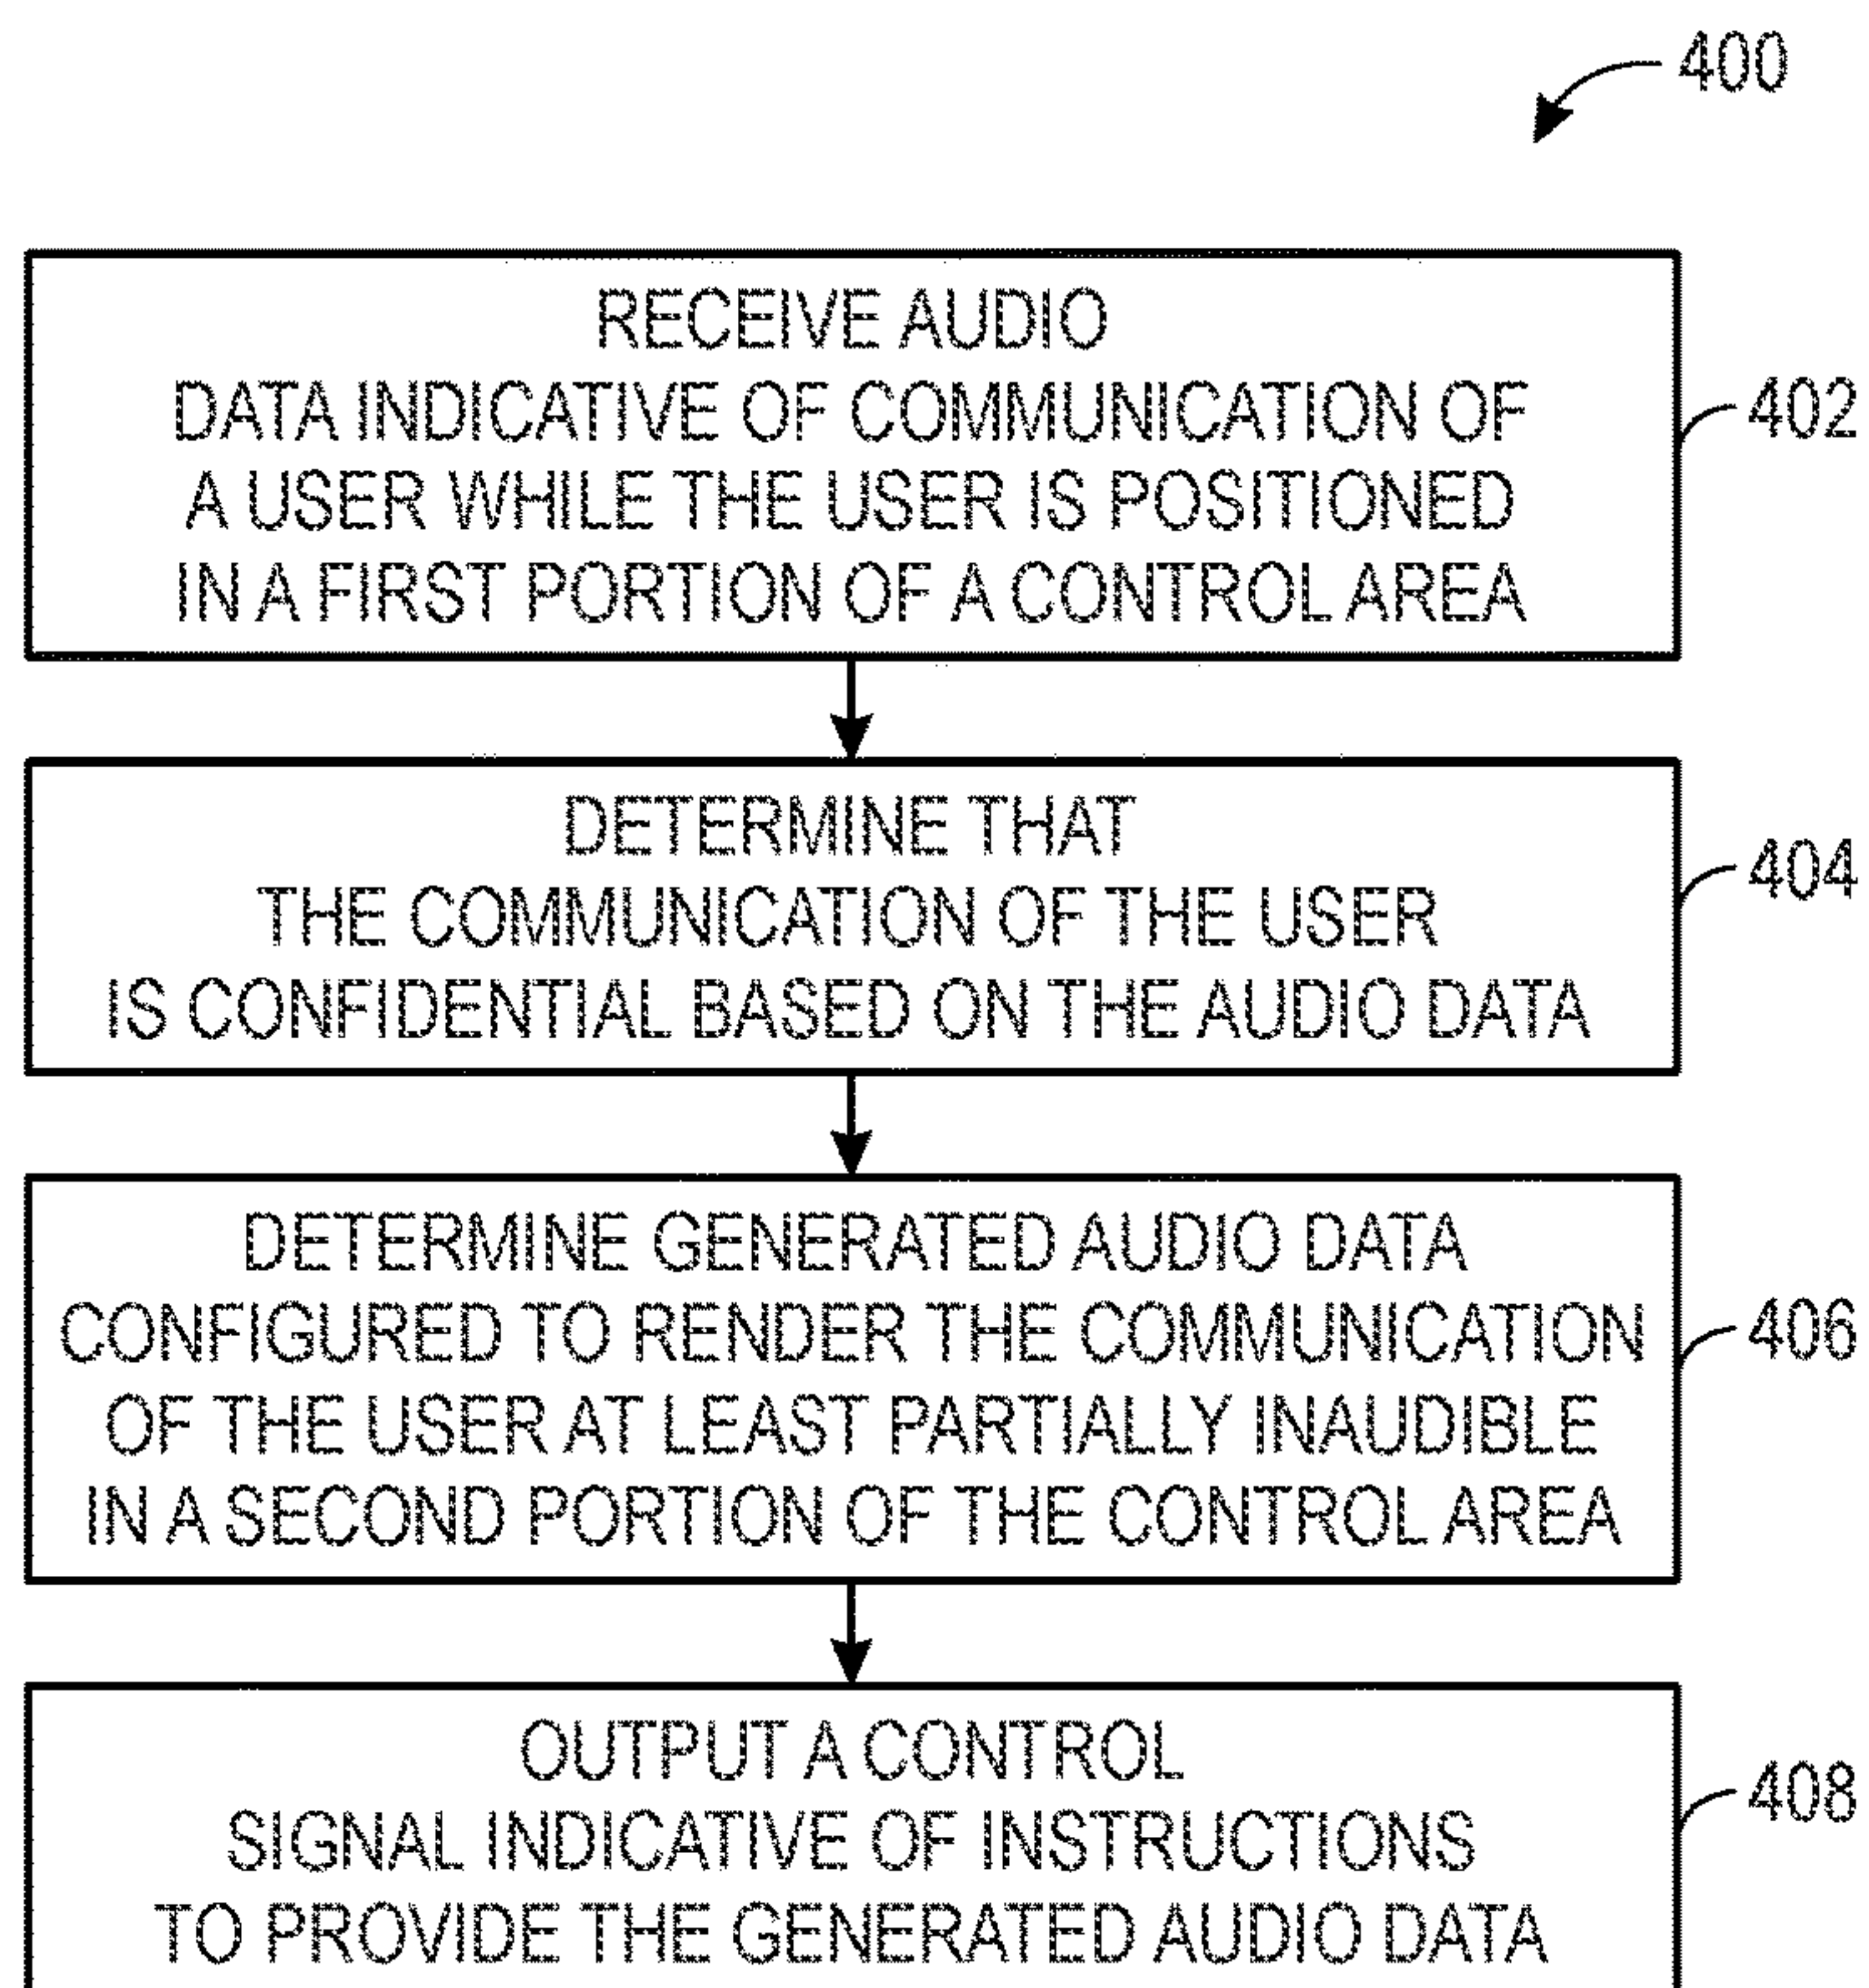 400
RECEIVE AUDIO
DATA INDICATIVE OF COMMUNICATION OF
A USER WHILE THE USER IS POSITIONED
IN A FIRST PORTION OF A CONTROL AREA
402
DETERMINE THAT
THE COMMUNICATION OF THE USER
IS CONFIDENTIAL BASED ON THE AUDIO DATA
404
DETERMINE GENERATED AUDIO DATA
CONFIGURED TO RENDER THE COMMUNICATION
OF THE USER AT LEAST PARTIALLY INAUDIBLE
IN A SECOND PORTION OF THE CONTROL AREA
406
OUTPUT A CONTROL
SIGNAL INDICATIVE OF INSTRUCTIONS
TO PROVIDE THE GENERATED AUDIO DATA
408